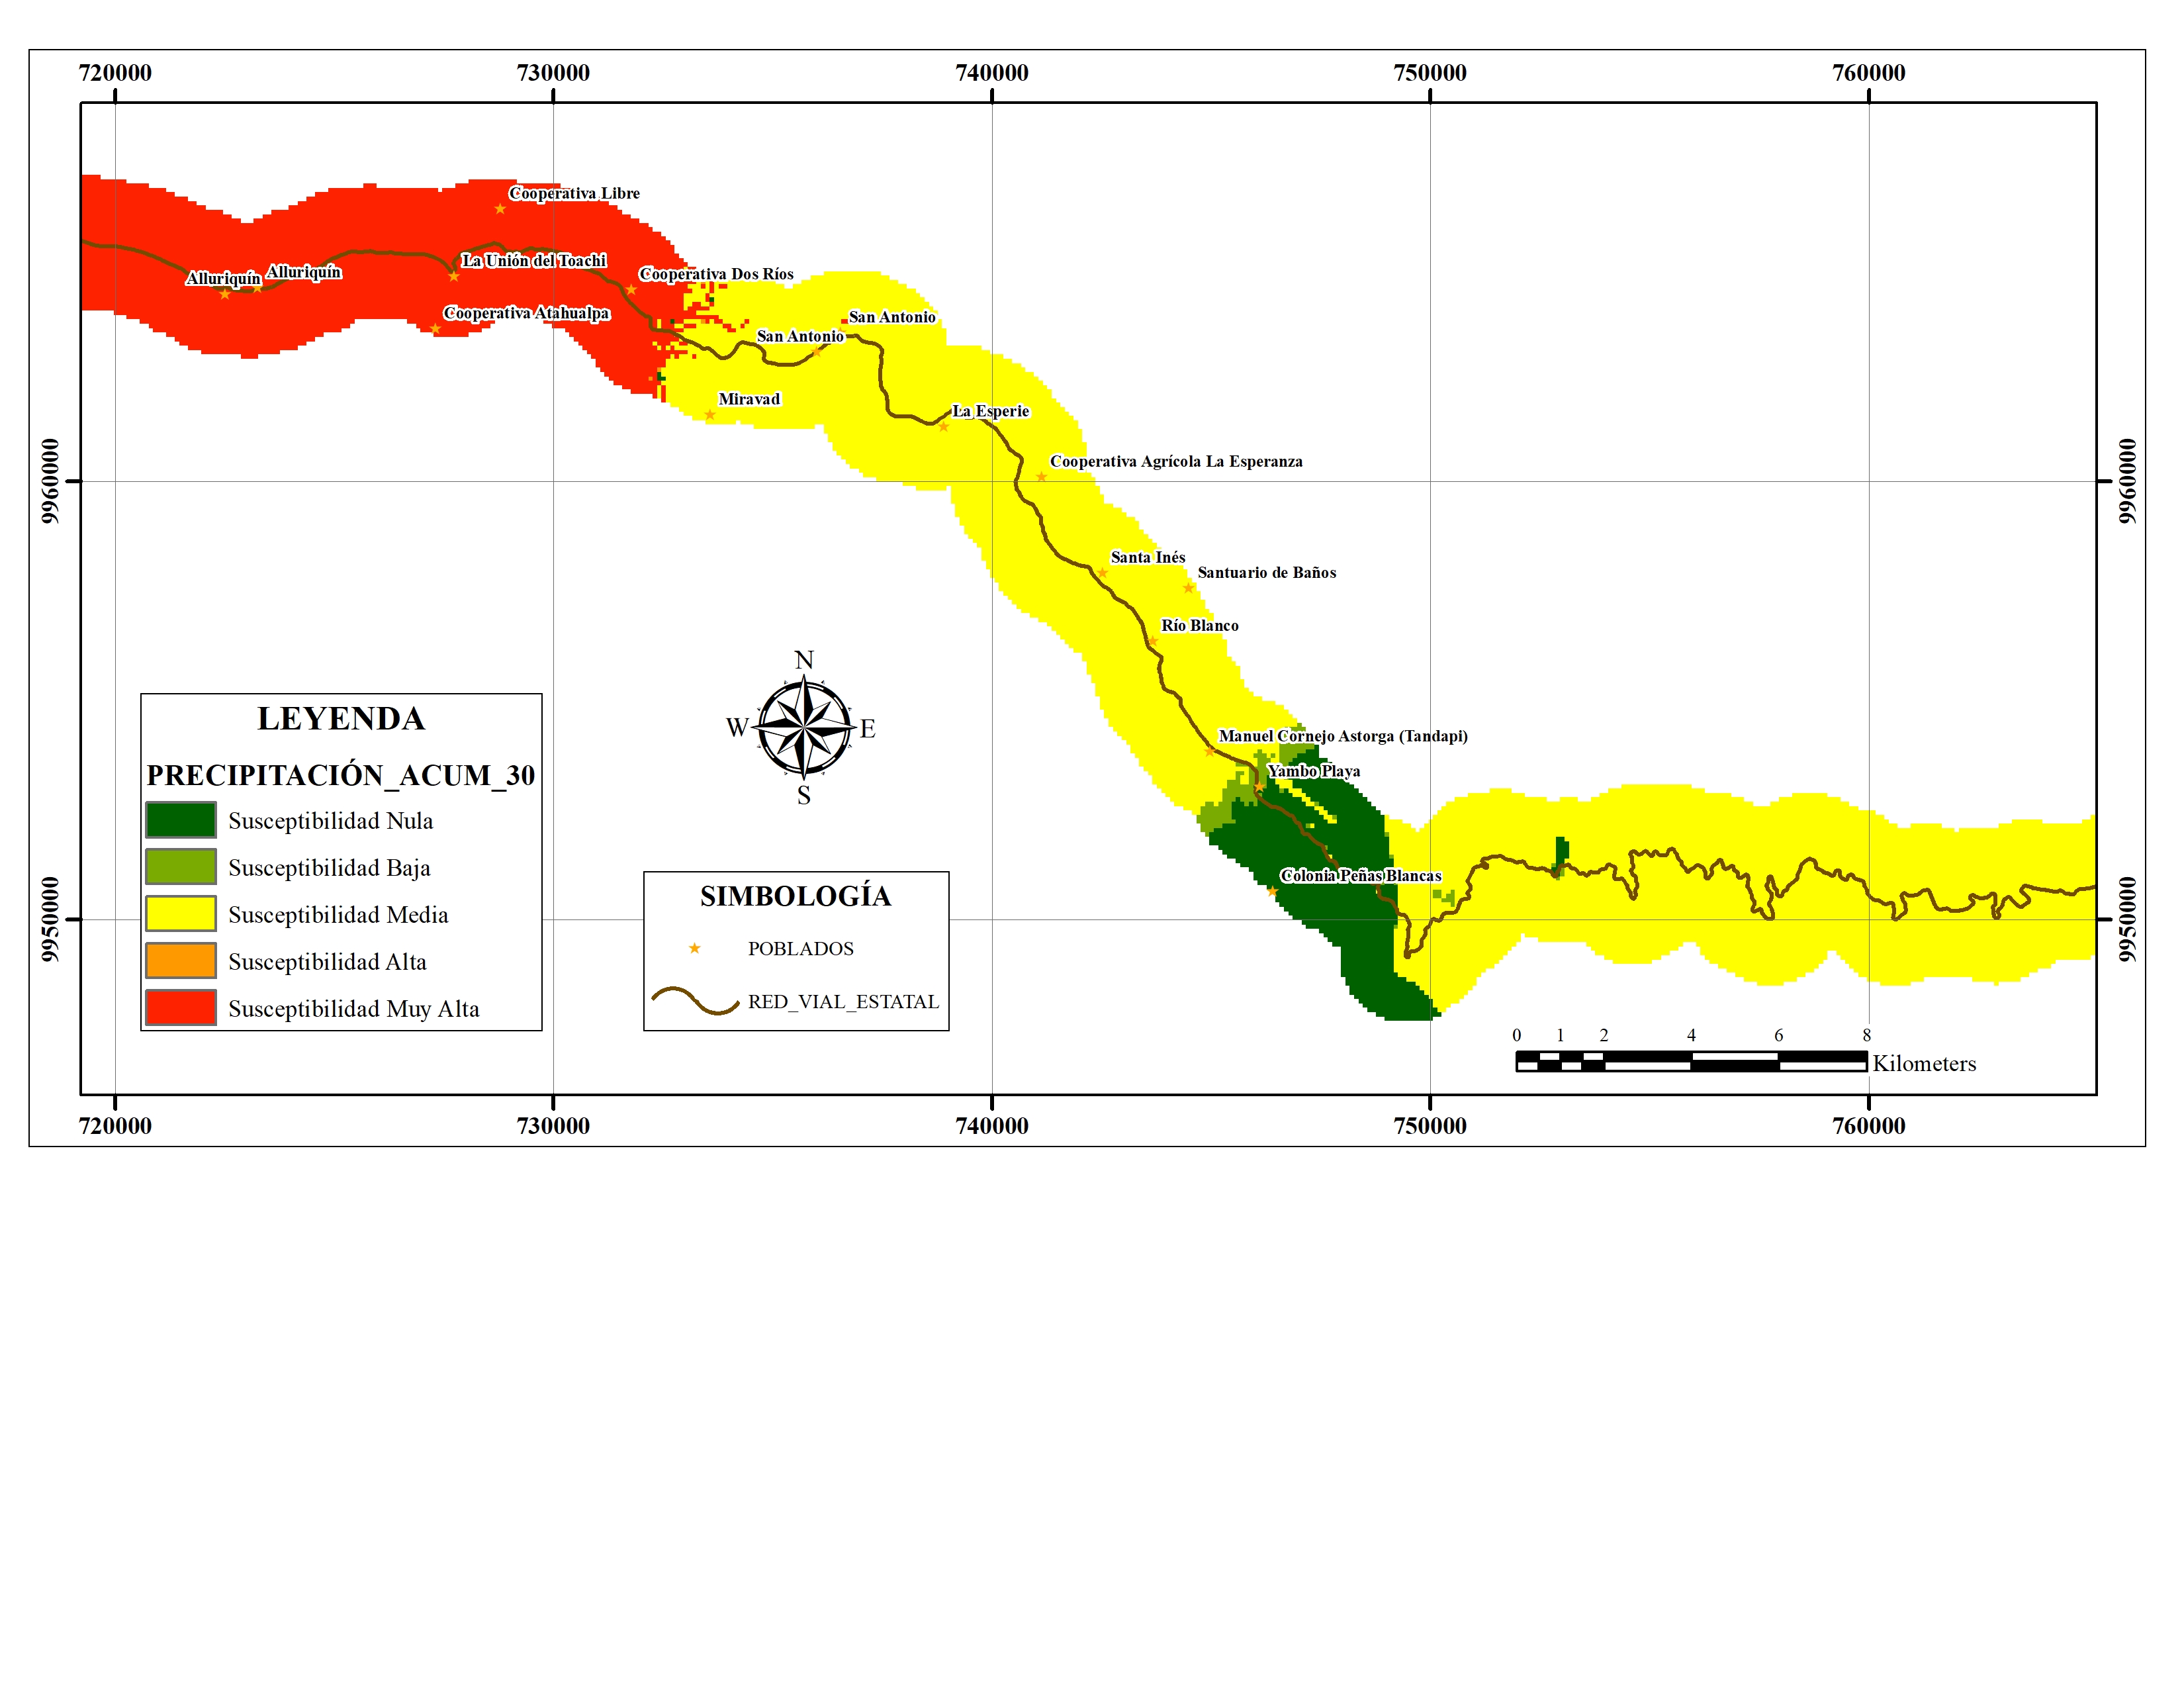 720000
730000
740000
750000
760000
Cooperativa Libre
La Unión del Toachi
Alluriquín
Alluriquín
Cooperativa Dos Ríos
Cooperativa Atahualpa
San Antonio
San Antonio
Miravad
La Esperie
9960000
9960000
Cooperativa Agrícola La Esperanza
Santa Inés
Santuario de Baños
Río Blanco
N
W
E
S
Manuel Cornejo Astorga (Tandapi)
Yambo Playa
Colonia Peñas Blancas
LEYENDA
PRECIPITACIÓN_ACUM_30
Susceptibilidad Nula
Susceptibilidad Baja
Susceptibilidad Media
Susceptibilidad Alta
Susceptibilidad Muy Alta
SIMBOLOGÍA
POBLADOS
RED_VIAL_ESTATAL
9950000
9950000
0 1 2 4 6 8
Kilometers
720000
730000
740000
750000
760000